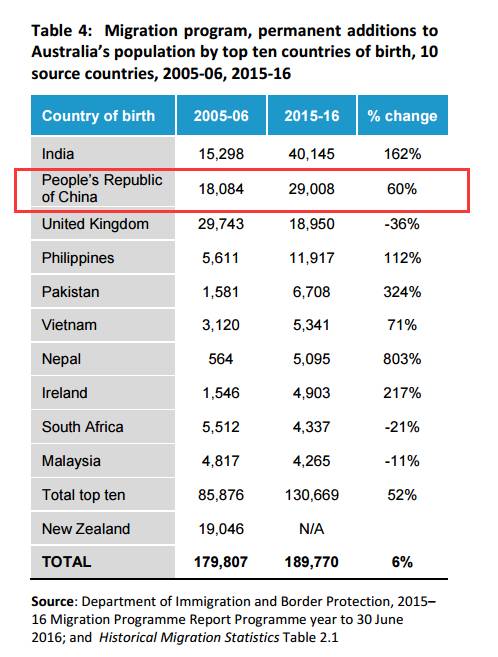 Table 4: Migration program, permanent additions to
Australia’s population by top ten countries of birth, 10
source countries, 2005-06, 2015-16
Country of birth 2005-06 2015-16 % change
India 15,298 40,145 162%
People’s Republic
of China 18,084 29,008 60%
United Kingdom 29,743 18,950 -36%
Philippines 5,611 11,917 112%
Pakistan 1,581 6,708 324%
Vietnam 3,120 5,341 71%
Nepal 564 5,095 803%
Ireland 1,546 4,903 217%
South Africa 5,512 4,337 -21%
Malaysia 4,817 4,265 -11%
Total top ten 85,876 130,669 52%
New Zealand 19,046 N/A
TOTAL 179,807 189,770 6%
Source: Department of Immigration and Border Protection, 2015–
16 Migration Programme Report Programme year to 30 June
2016; and Historical Migration Statistics Table 2.1